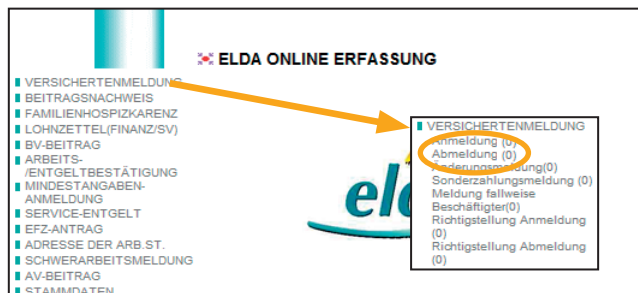 ELDA ONLINE ERFASSUNG
VERSICHERTENMELDUNG
BEITRAGSNACHWEIS
FAMILIENHOSPIZKARENZ
LOHNZETTEL(FINANZ/SV)
BV-BEITRAG
ARBEITS-
/ENTGELTBESTÄTIGUNG
MINDESTANGABEN-
ANMELDUNG
SERVICE-ENTGELT
EFZ-ANTRAG
ADRESSE DER ARB.ST.
SCHWERARBEITSMELDUNG
AV-BEITRAG
STAMMDATEN
VERSICHERTENMELDUNG
Anmeldung (0)
Abmeldung (0)
Änderungsmeldung(0)
Sonderzahlungsmeldung (0)
Meldung fallweise
Beschäftigter(0)
Richtigstellung Anmeldung
(0)
Richtigstellung Abmeldung
(0)